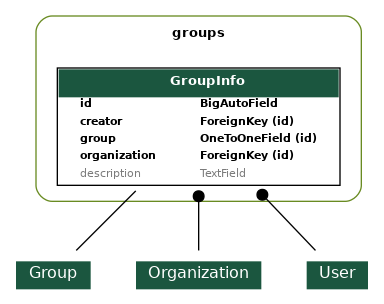 groups
GroupInfo
id BigAutoField
creator ForeignKey (id)
group OneToOneField (id)
organization ForeignKey (id)
description TextField
Group Organization User